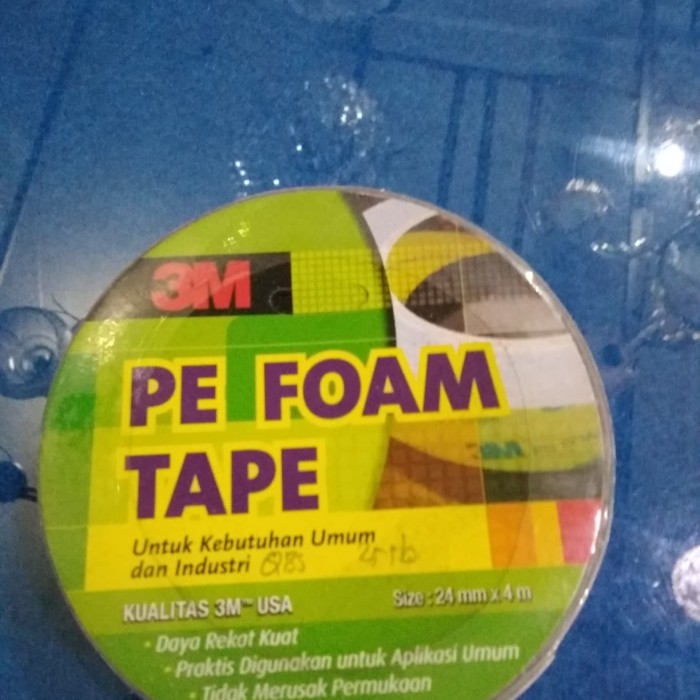 3M
PE FOAM
TAPE
Untuk Kebutuhan Umum
dan Industri
KUALITAS 3M™ USA
Size : 24 mm x 4 m
• Daya Rekat Kuat
• Praktis Digunakan untuk Aplikasi Umum
• Tidak Merusak Permukaan
3M